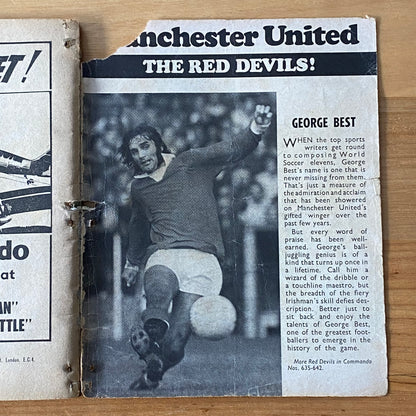 ET!
do
at
AN"
TTLE"
t. London. E.C.4.
anchester United
THE RED DEVILS!
GEORGE BEST
WHEN the top sports
writers get round
to composing World
Soccer elevens, George
Best's name is one that is
never missing from them.
That's just a measure of
the admiration and acclaim
that has been showered
on Manchester United's
gifted winger over the
past few years.
But every word of
praise has been well-
earned. George's ball-
juggling genius is of a
kind that turns up once in
a lifetime. Call him a
wizard of the dribble or
a touchline maestro, but
the breadth of the fiery
Irishman's skill defies des-
cription. Better just to
sit back and enjoy the
talents of George Best,
one of the greatest foot-
ballers to emerge in the
history of the game.
More Red Devils in Commando
Nos. 635-642.